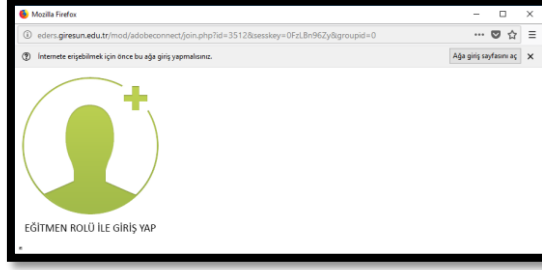 Mozilla Firefox
eders.giresun.edu.tr/mod/adobeconnect/join.php?id=3512&sesskey=0FzLBn96Zy&groupid=0
İnternete erişebilmek için önce bu ağa giriş yapmalısınız.
Ağa giriş sayfasını aç
EĞİTMEN ROLÜ İLE GİRİŞ YAP